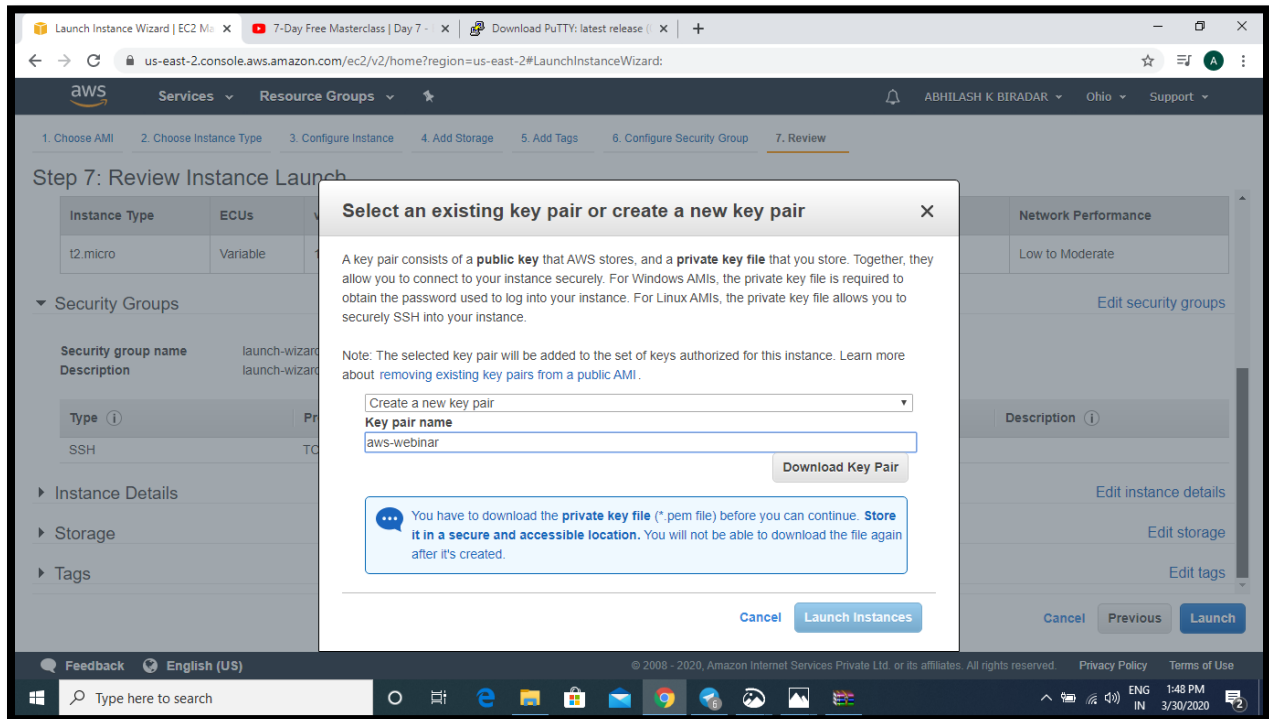 Launch Instance Wizard | EC2 Ma
7-Day Free Masterclass | Day 7 -
Download PuTTY: latest release (
us-east-2.console.aws.amazon.com/ec2/v2/home?region=us-east-2#LaunchInstanceWizard:
A
aws
Services
Resource Groups
ABHILASH K BIRADAR
Ohio
Support
1. Choose AMI
2. Choose Instance Type
3. Configure Instance
4. Add Storage
5. Add Tags
6. Configure Security Group
7. Review
Step 7: Review Instance Launch
Instance Type
ECUs
Network Performance
t2.micro
Variable
Low to Moderate
Security Groups
Edit security groups
Security group name
launch-wizard
Description
launch-wizard
Type
Pr
Description
SSH
TC
Instance Details
Edit instance details
Storage
Edit storage
Tags
Edit tags
Select an existing key pair or create a new key pair
A key pair consists of a public key that AWS stores, and a private key file that you store. Together, they
allow you to connect to your instance securely. For Windows AMIs, the private key file is required to
obtain the password used to log into your instance. For Linux AMIs, the private key file allows you to
securely SSH into your instance.
Note: The selected key pair will be added to the set of keys authorized for this instance. Learn more
about removing existing key pairs from a public AMI.
Create a new key pair
Key pair name
aws-webinar
Download Key Pair
You have to download the private key file (*.pem file) before you can continue. Store
it in a secure and accessible location. You will not be able to download the file again
after it's created.
Cancel
Launch Instances
Cancel
Previous
Launch
Feedback
English (US)
© 2008 - 2020, Amazon Internet Services Private Ltd. or its affiliates. All rights reserved.
Privacy Policy
Terms of Use
Type here to search
ENG
IN
1:48 PM
3/30/2020
2